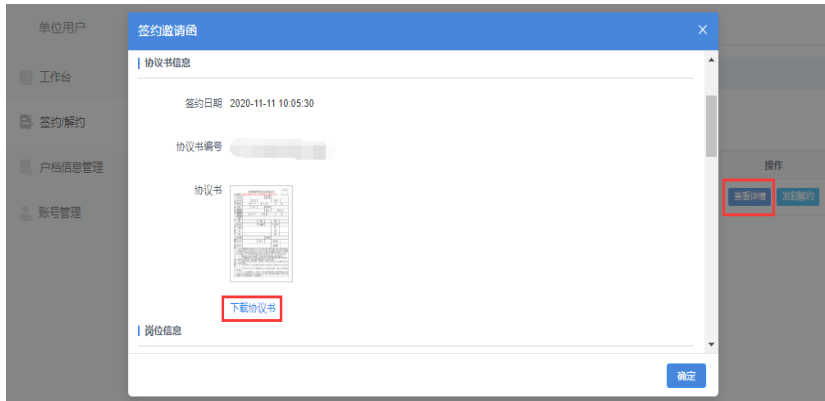 单位用户
工作台
签约/解约
户档信息管理
账号管理
签约邀请函
协议书信息
签约日期 2020-11-11 10:05:30
协议书编号
协议书
下载协议书
岗位信息
确定
操作
查看详情 发起解约